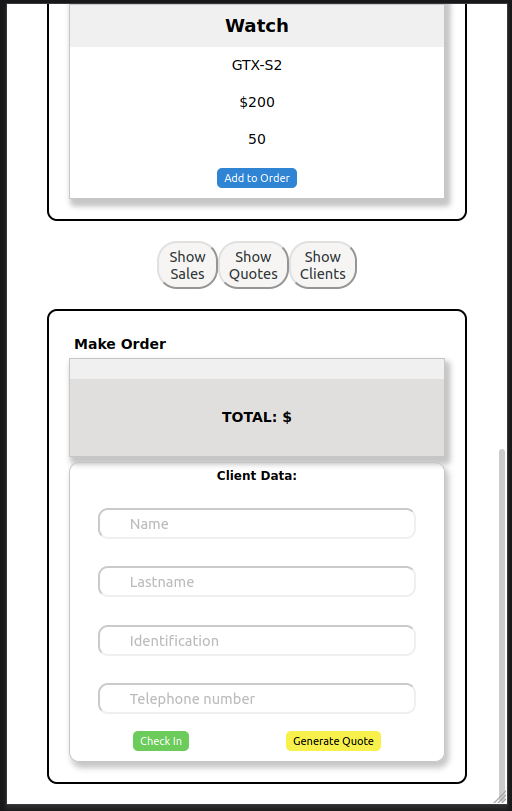 Watch
GTX-S2
$200
50
Add to Order
Show Sales
Show Quotes
Show Clients
Make Order
TOTAL: $
Client Data:
Name
Lastname
Identification
Telephone number
Check In
Generate Quote